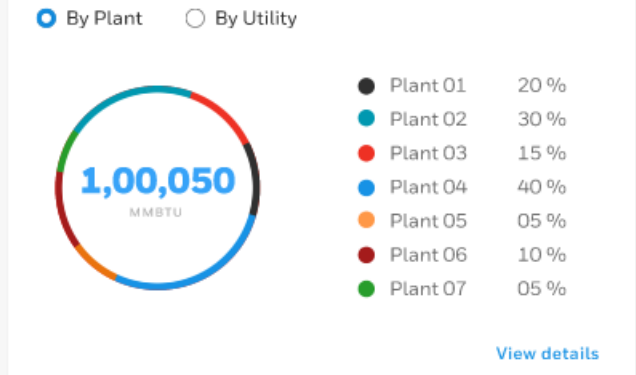 By Plant By Utility
1,00,050
MMBTU
Plant 01 20 %
Plant 02 30 %
Plant 03 15 %
Plant 04 40 %
Plant 05 05 %
Plant 06 10 %
Plant 07 05 %
View details